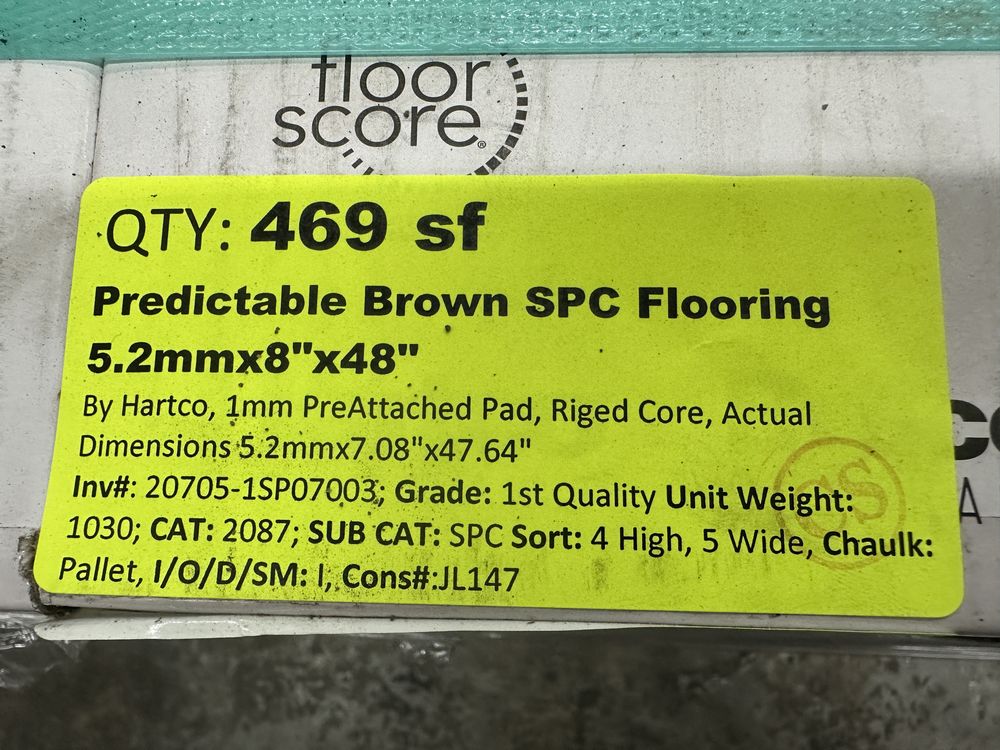 floor
score®
QTY: 469 sf
Predictable Brown SPC Flooring
5.2mmx8"x48"
By Hartco, 1mm PreAttached Pad, Riged Core, Actual
Dimensions 5.2mmx7.08"x47.64"
Inv#: 20705-1SP07003; Grade: 1st Quality Unit Weight:
1030; CAT: 2087; SUB CAT: SPC Sort: 4 High, 5 Wide, Chaulk:
Pallet, I/O/D/SM: I, Cons#:JL147
CS